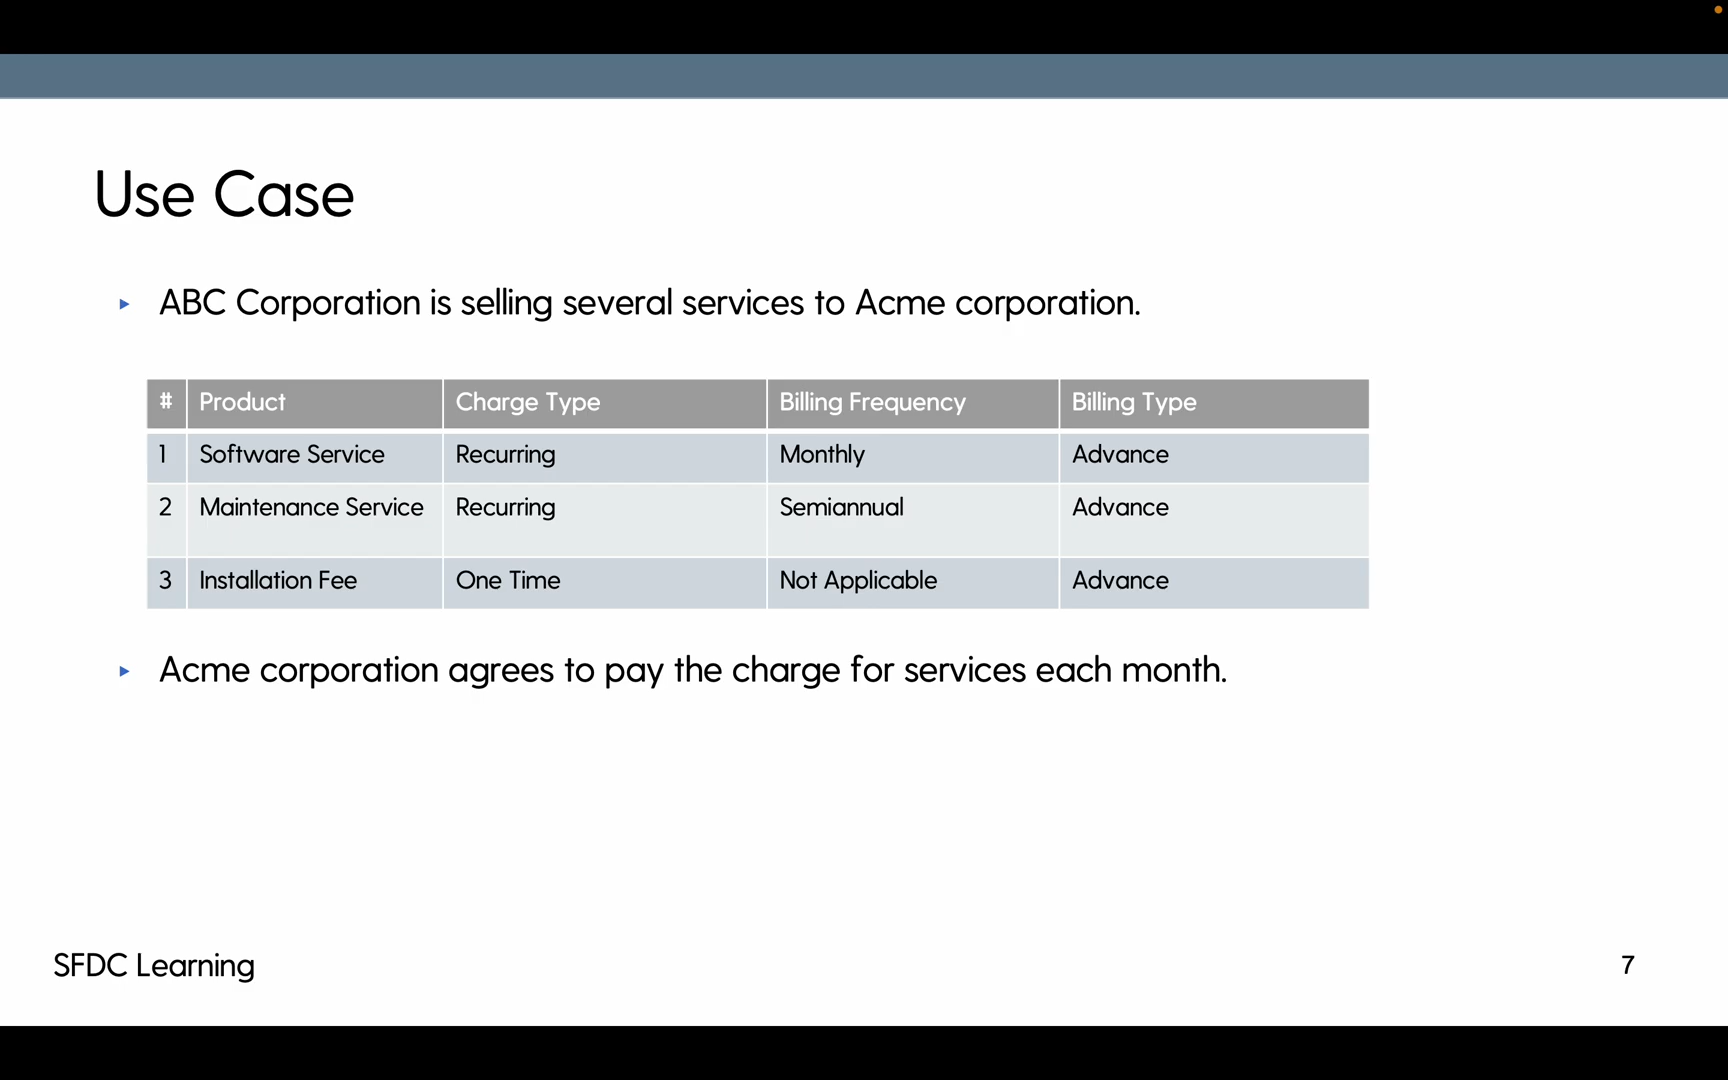 Use Case
ABC Corporation is selling several services to Acme corporation.
# Product Charge Type Billing Frequency Billing Type
1 Software Service Recurring Monthly Advance
2 Maintenance Service Recurring Semiannual Advance
3 Installation Fee One Time Not Applicable Advance
Acme corporation agrees to pay the charge for services each month.
SFDC Learning
7